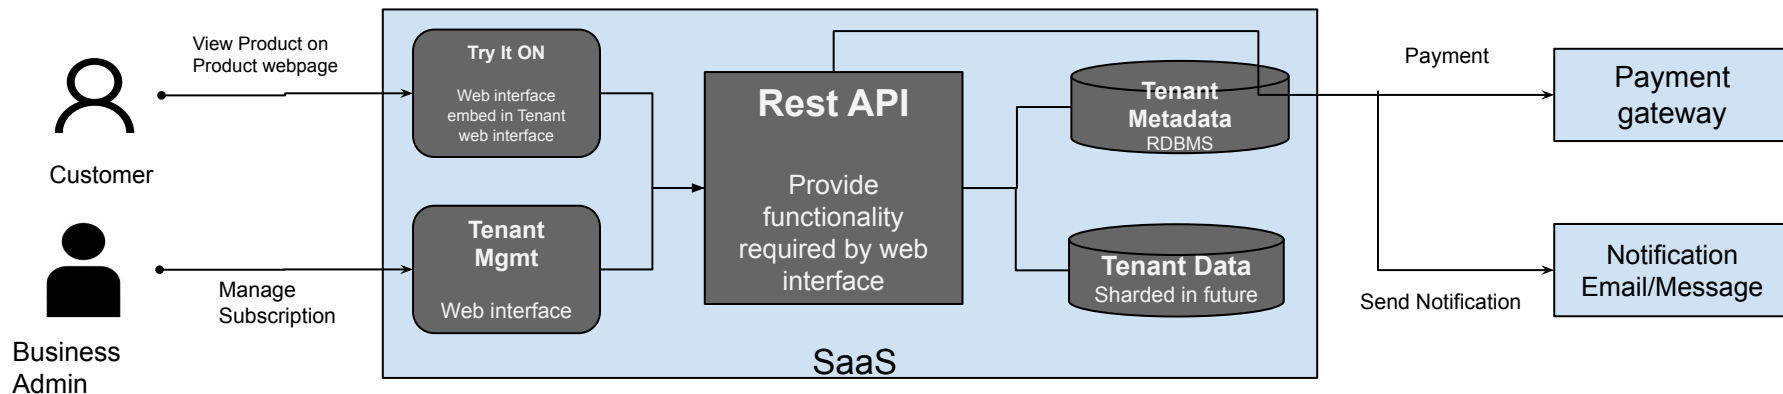 View Product on
Product webpage
Customer
Business
Admin
Manage
Subscription
Try It ON
Web interface
embed in Tenant
web interface
Tenant
Mgmt
Web interface
Rest API
Provide
functionality
required by web
interface
Tenant
Metadata
RDBMS
Tenant Data
Sharded in future
SaaS
Payment
Send Notification
Payment
gateway
Notification
Email/Message